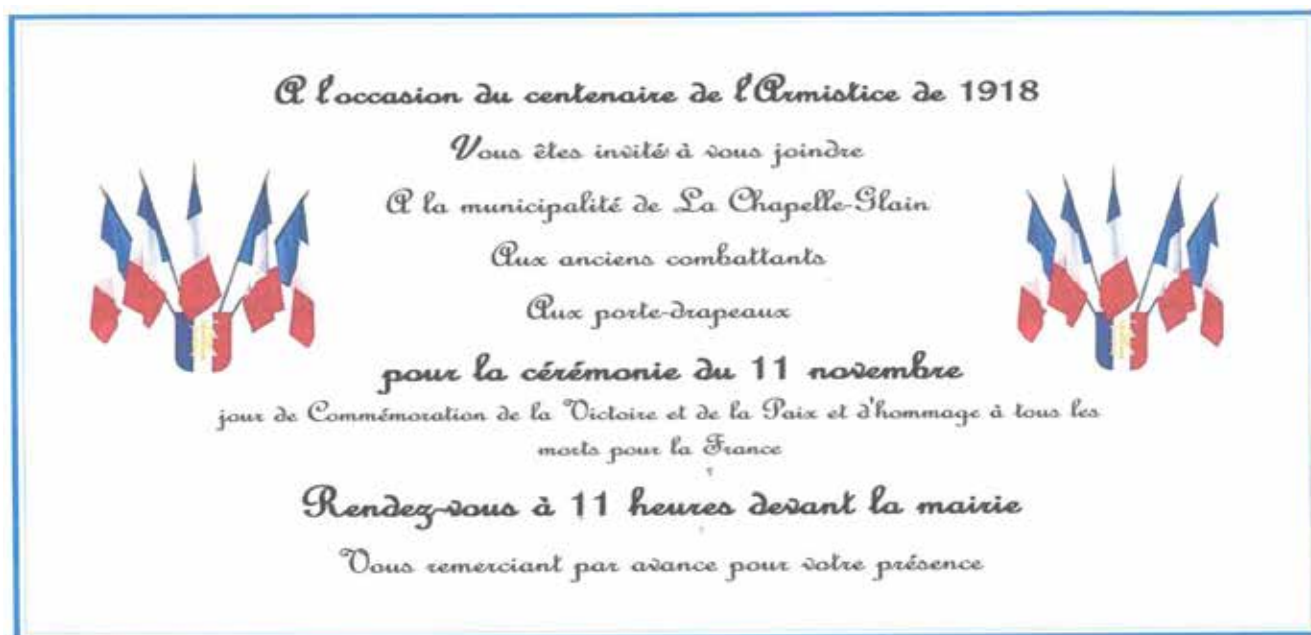 A l'occasion du centenaire de l'Armistice de 1918
Vous êtes invité à vous joindre
A la municipalité de La Chapelle-Glain
Aux anciens combattants
Aux porte-drapeaux
pour la cérémonie du 11 novembre
jour de Commémoration de la Victoire et de la Paix et d'hommage à tous les
morts pour la France
Rendez-vous à 11 heures devant la mairie
Vous remerciant par avance pour votre présence